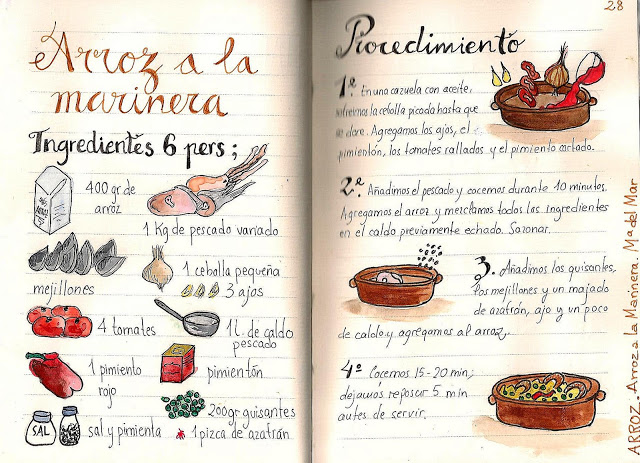 Arroz a la
marinera
Ingredientes 6 pers;
400 gr de
arroz
1 Kg de pescado variado
mejillones
1 cebolla pequeña
3 ajos
4 tomates
1 l. de caldo
pescado
1 pimiento
rojo
pimientón
200gr guisantes
SAL
sal y pimienta
1 pizca de azafrán
28
Procedimiento
1º. En una cazuela con aceite,
la cebolla picada hasta que
se dore. Agregamos los ajos, el
pimientón, los tomates rallados y el pimiento cortado.
2º. Añadimos el pescado y cocemos durante 10 minutos.
Agregamos el arroz y mezclamos todos los ingredientes
en el caldo previamente echado. Sazonar.
3. Añadimos los guisantes,
los mejillones y un majado
de azafrán, ajo y un poco
de caldo y agregamos al arroz.
4º Cocemos 15-20 min;
dejamos reposar 5 min
antes de servir.
ARROZ. Arroz a la Marinera. Ma del Mar